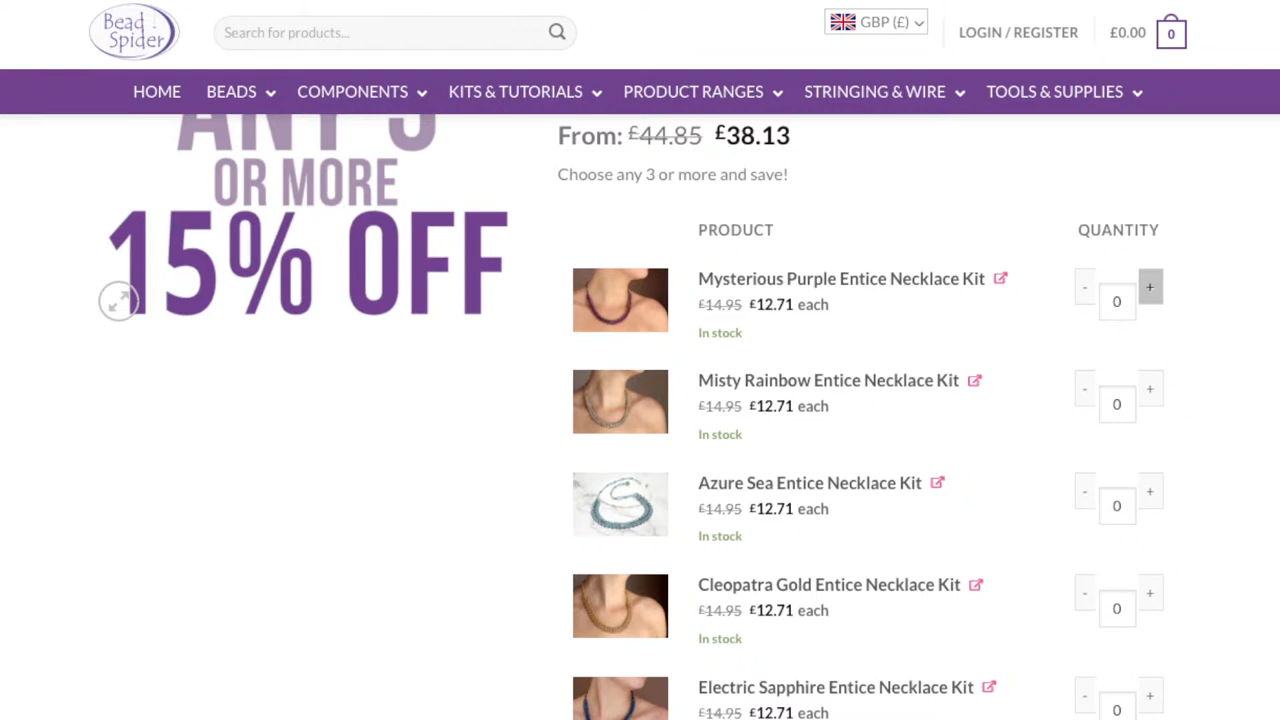 Bead
Spider
Search for products...
GBP (£)
LOGIN / REGISTER
£0.00
0
HOME
BEADS
COMPONENTS
KITS & TUTORIALS
PRODUCT RANGES
STRINGING & WIRE
TOOLS & SUPPLIES
ANY 3
OR MORE
15% OFF
From: £44.85 £38.13
Choose any 3 or more and save!
PRODUCT
QUANTITY
Mysterious Purple Entice Necklace Kit
£14.95 £12.71 each
In stock
- 0 +
Misty Rainbow Entice Necklace Kit
£14.95 £12.71 each
In stock
- 0 +
Azure Sea Entice Necklace Kit
£14.95 £12.71 each
In stock
- 0 +
Cleopatra Gold Entice Necklace Kit
£14.95 £12.71 each
In stock
- 0 +
Electric Sapphire Entice Necklace Kit
£14.95 £12.71 each
- 0 +